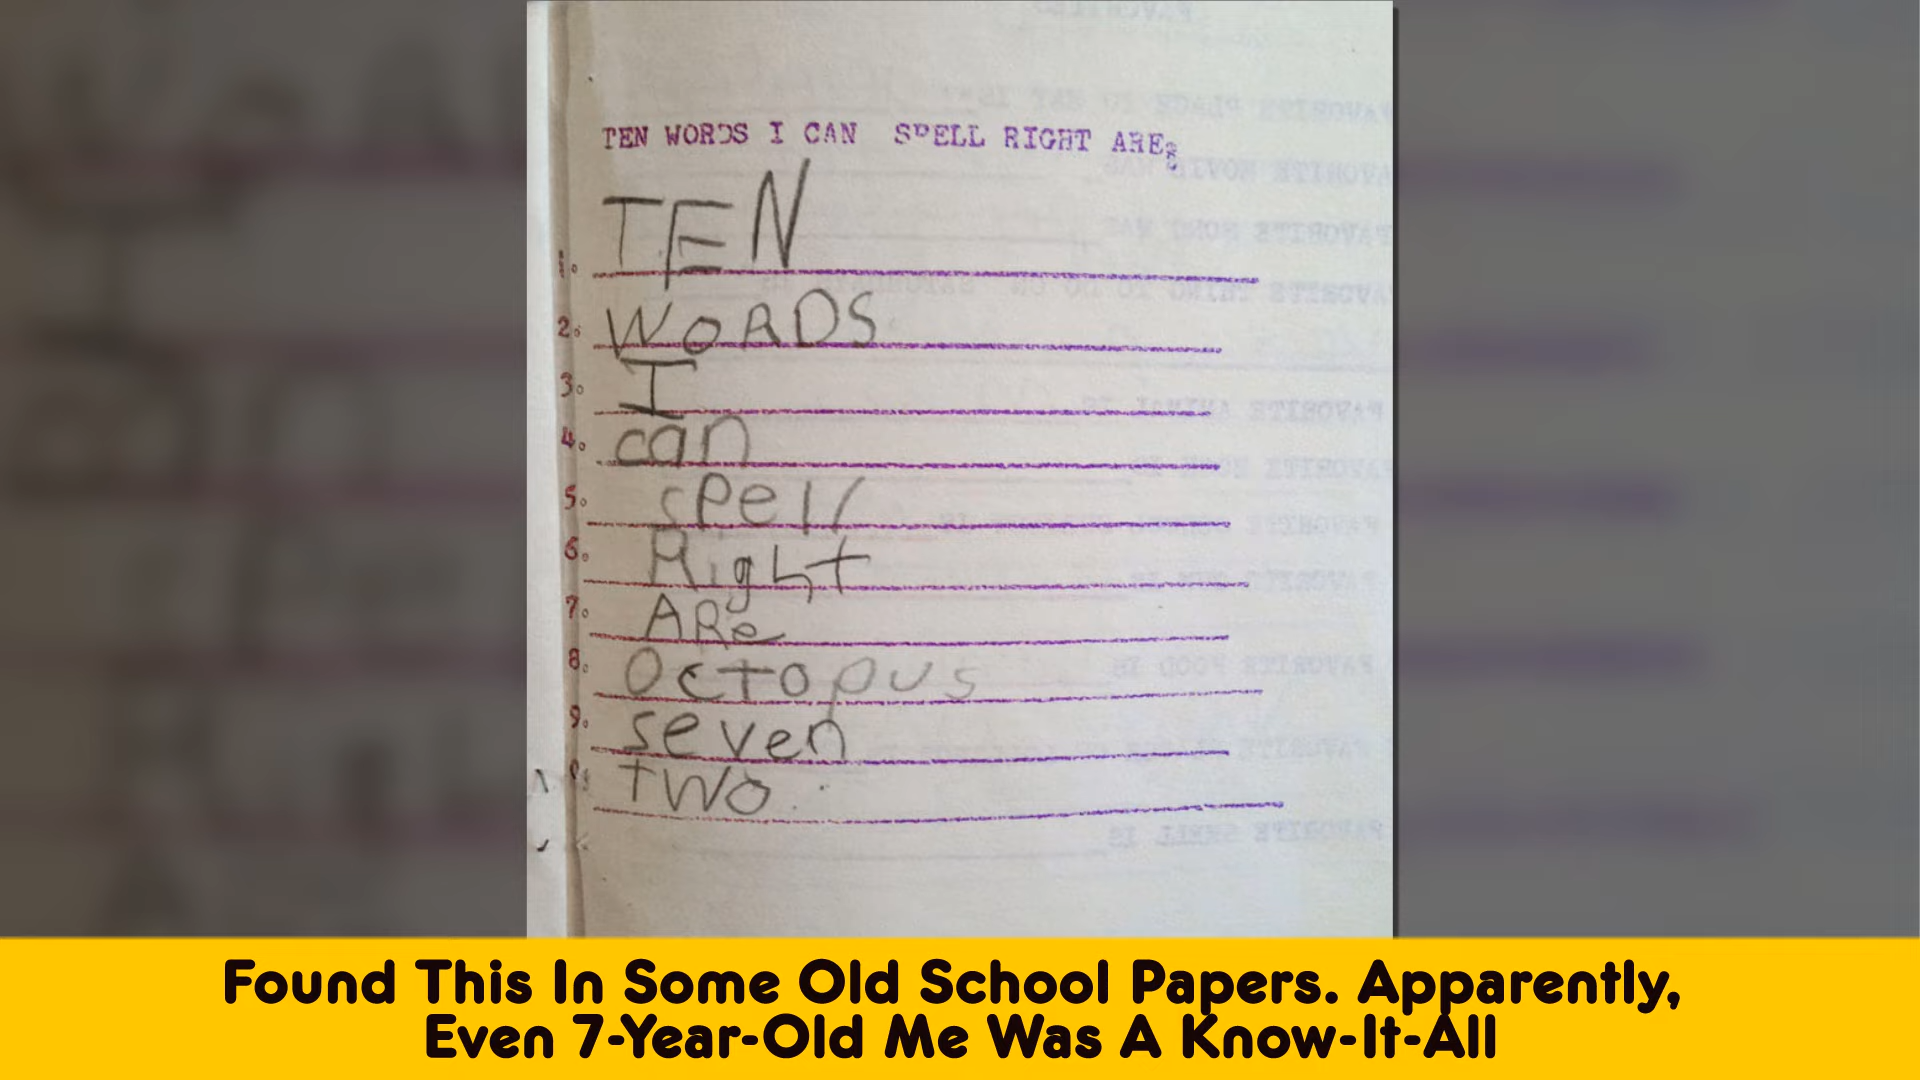 TEN WORDS I CAN SPELL RIGHT ARE:
1. TEN
2. WoRDS
3. I
4. can
5. spell
6. Right
7. ARe
8. Octopus
9. seven
TWO
Found This In Some Old School Papers. Apparently,
Even 7-Year-Old Me Was A Know-It-All